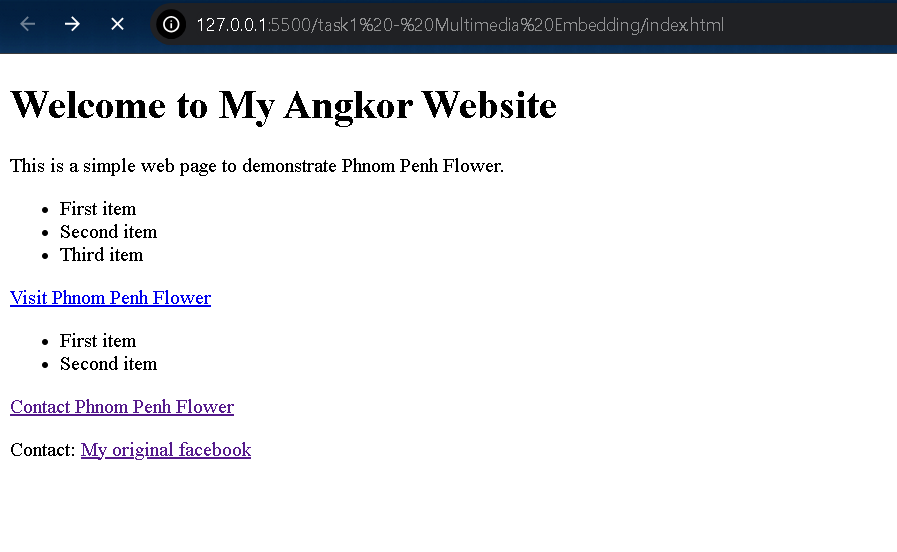 127.0.0.1:5500/task1%20-%20Multimedia%20Embedding/index.html
Welcome to My Angkor Website
This is a simple web page to demonstrate Phnom Penh Flower.
• First item
• Second item
• Third item
Visit Phnom Penh Flower
• First item
• Second item
Contact Phnom Penh Flower
Contact: My original facebook